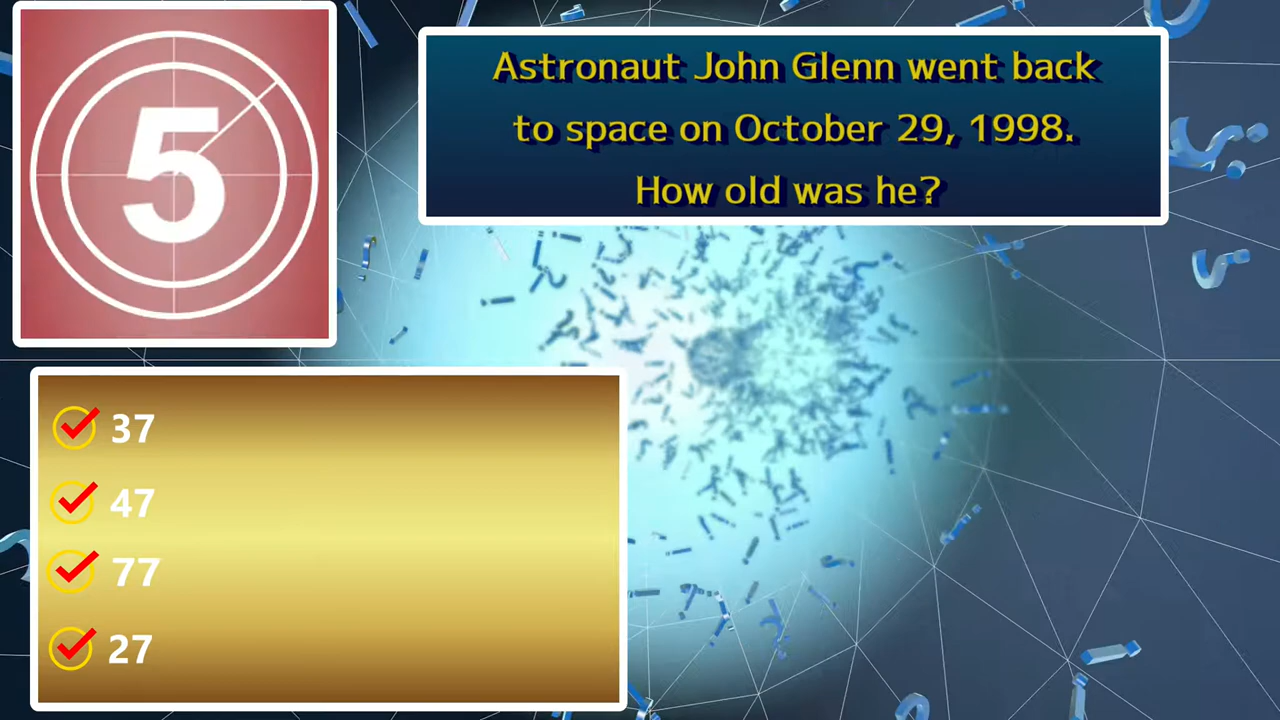 5
Astronaut John Glenn went back
to space on October 29, 1998.
How old was he?
37
47
77
27